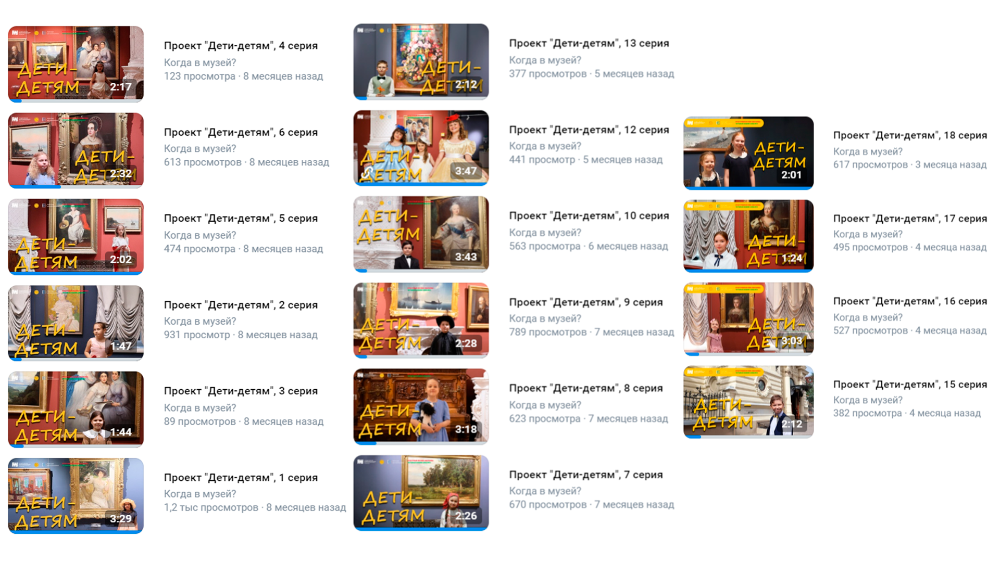 ДЕТИ-
ДЕТЯМ
2:17
Проект "Дети-детям", 4 серия
Когда в музей?
123 просмотра · 8 месяцев назад
ДЕТИ-
ДЕТЯМ
2:32
Проект "Дети-детям", 6 серия
Когда в музей?
613 просмотров · 8 месяцев назад
ДЕТИ-
ДЕТЯМ
2:02
Проект "Дети-детям", 5 серия
Когда в музей?
474 просмотра · 8 месяцев назад
ДЕТИ-
ДЕТЯМ
1:47
Проект "Дети-детям", 2 серия
Когда в музей?
931 просмотр · 8 месяцев назад
ДЕТИ-
ДЕТЯМ
1:44
Проект "Дети-детям", 3 серия
Когда в музей?
89 просмотров · 8 месяцев назад
ДЕТИ-
ДЕТЯМ
3:29
Проект "Дети-детям", 1 серия
Когда в музей?
1,2 тыс просмотров · 8 месяцев назад
ДЕТИ-
ДЕТЯМ
2:12
Проект "Дети-детям", 13 серия
Когда в музей?
377 просмотров · 5 месяцев назад
ДЕТИ-
ДЕТЯМ
3:47
Проект "Дети-детям", 12 серия
Когда в музей?
441 просмотр · 5 месяцев назад
ДЕТИ-
ДЕТЯМ
3:43
Проект "Дети-детям", 10 серия
Когда в музей?
563 просмотра · 6 месяцев назад
ДЕТИ-
ДЕТЯМ
2:28
Проект "Дети-детям", 9 серия
Когда в музей?
789 просмотров · 7 месяцев назад
ДЕТИ-
ДЕТЯМ
3:18
Проект "Дети-детям", 8 серия
Когда в музей?
623 просмотра · 7 месяцев назад
ДЕТИ-
ДЕТЯМ
2:26
Проект "Дети-детям", 7 серия
Когда в музей?
670 просмотров · 7 месяцев назад
ДЕТИ-
ДЕТЯМ
2:01
Проект "Дети-детям", 18 серия
Когда в музей?
617 просмотров · 3 месяца назад
ДЕТИ-
ДЕТЯМ
1:24
Проект "Дети-детям", 17 серия
Когда в музей?
495 просмотров · 4 месяца назад
ДЕТИ-
ДЕТЯМ
3:03
Проект "Дети-детям", 16 серия
Когда в музей?
527 просмотров · 4 месяца назад
ДЕТИ-
ДЕТЯМ
2:12
Проект "Дети-детям", 15 серия
Когда в музей?
382 просмотра · 4 месяца назад